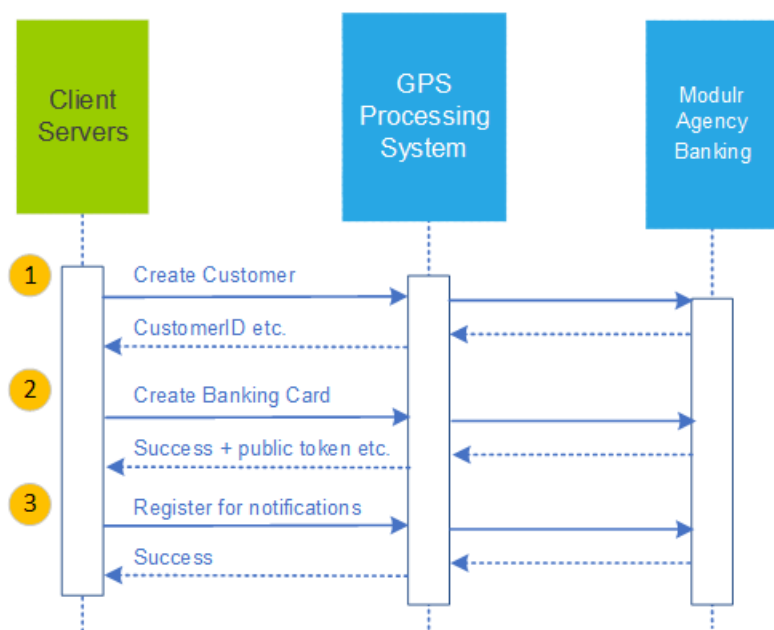 Client
Servers
GPS
Processing
System
Modulr
Agency
Banking
1
Create Customer
CustomerID etc.
2
Create Banking Card
Success + public token etc.
3
Register for notifications
Success